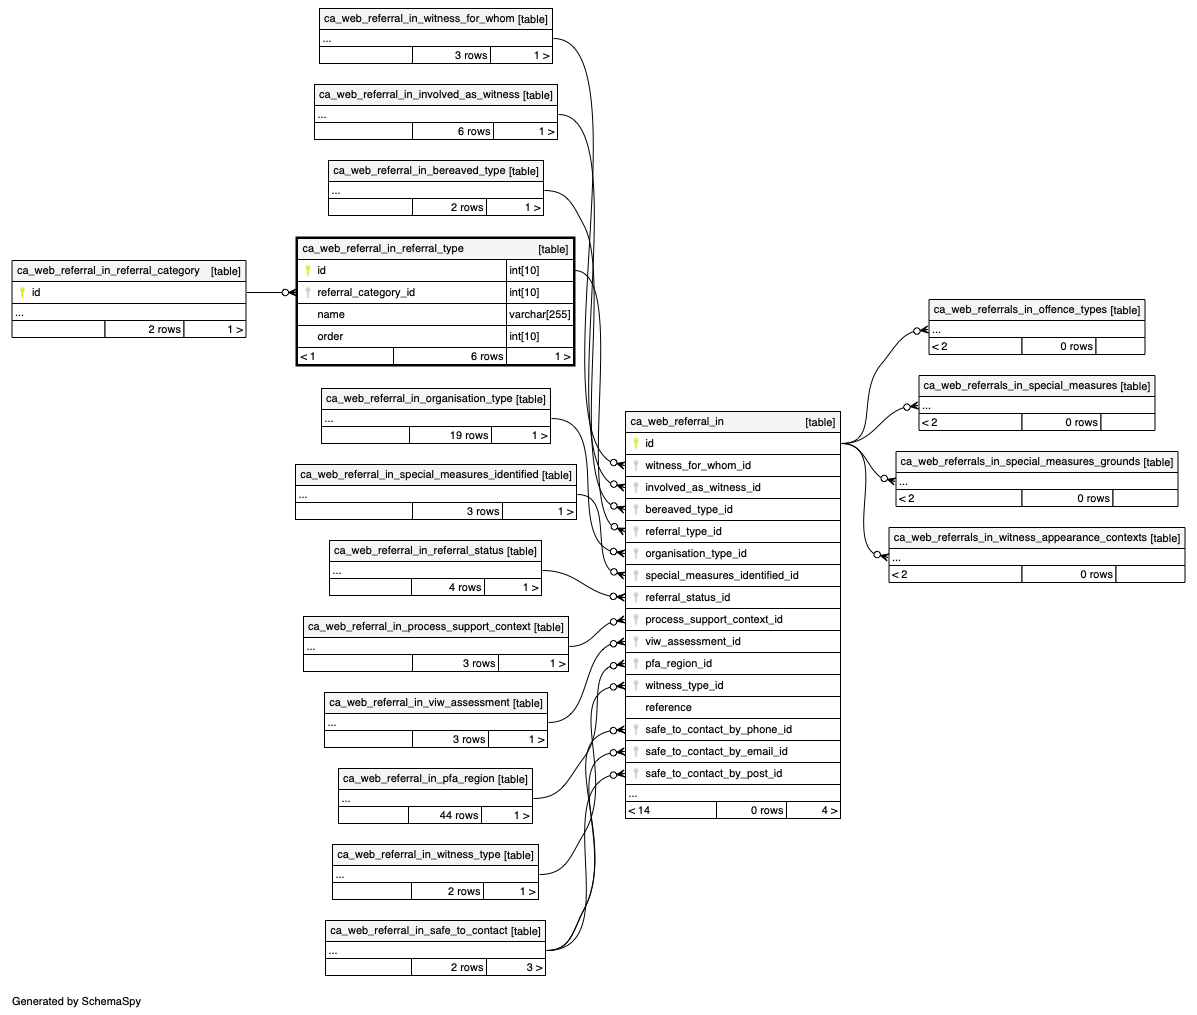 ca_web_referral_in_witness_for_whom [table]
...
3 rows 1 >
ca_web_referral_in_involved_as_witness [table]
...
6 rows 1 >
ca_web_referral_in_bereaved_type [table]
...
2 rows 1 >
ca_web_referral_in_referral_category [table]
id
...
2 rows 1 >
ca_web_referral_in_referral_type [table]
id int[10]
referral_category_id int[10]
name varchar[255]
order int[10]
< 1 6 rows 1 >
ca_web_referral_in_organisation_type [table]
...
19 rows 1 >
ca_web_referral_in_special_measures_identified [table]
...
3 rows 1 >
ca_web_referral_in_referral_status [table]
...
4 rows 1 >
ca_web_referral_in_process_support_context [table]
...
3 rows 1 >
ca_web_referral_in_viw_assessment [table]
...
3 rows 1 >
ca_web_referral_in_pfa_region [table]
...
44 rows 1 >
ca_web_referral_in_witness_type [table]
...
2 rows 1 >
ca_web_referral_in_safe_to_contact [table]
...
2 rows 3 >
ca_web_referral_in [table]
id
witness_for_whom_id
involved_as_witness_id
bereaved_type_id
referral_type_id
organisation_type_id
special_measures_identified_id
referral_status_id
process_support_context_id
viw_assessment_id
pfa_region_id
witness_type_id
reference
safe_to_contact_by_phone_id
safe_to_contact_by_email_id
safe_to_contact_by_post_id
...
< 14 0 rows 4 >
ca_web_referrals_in_offence_types [table]
...
< 2 0 rows
ca_web_referrals_in_special_measures [table]
...
< 2 0 rows
ca_web_referrals_in_special_measures_grounds [table]
...
< 2 0 rows
ca_web_referrals_in_witness_appearance_contexts [table]
...
< 2 0 rows
Generated by SchemaSpy